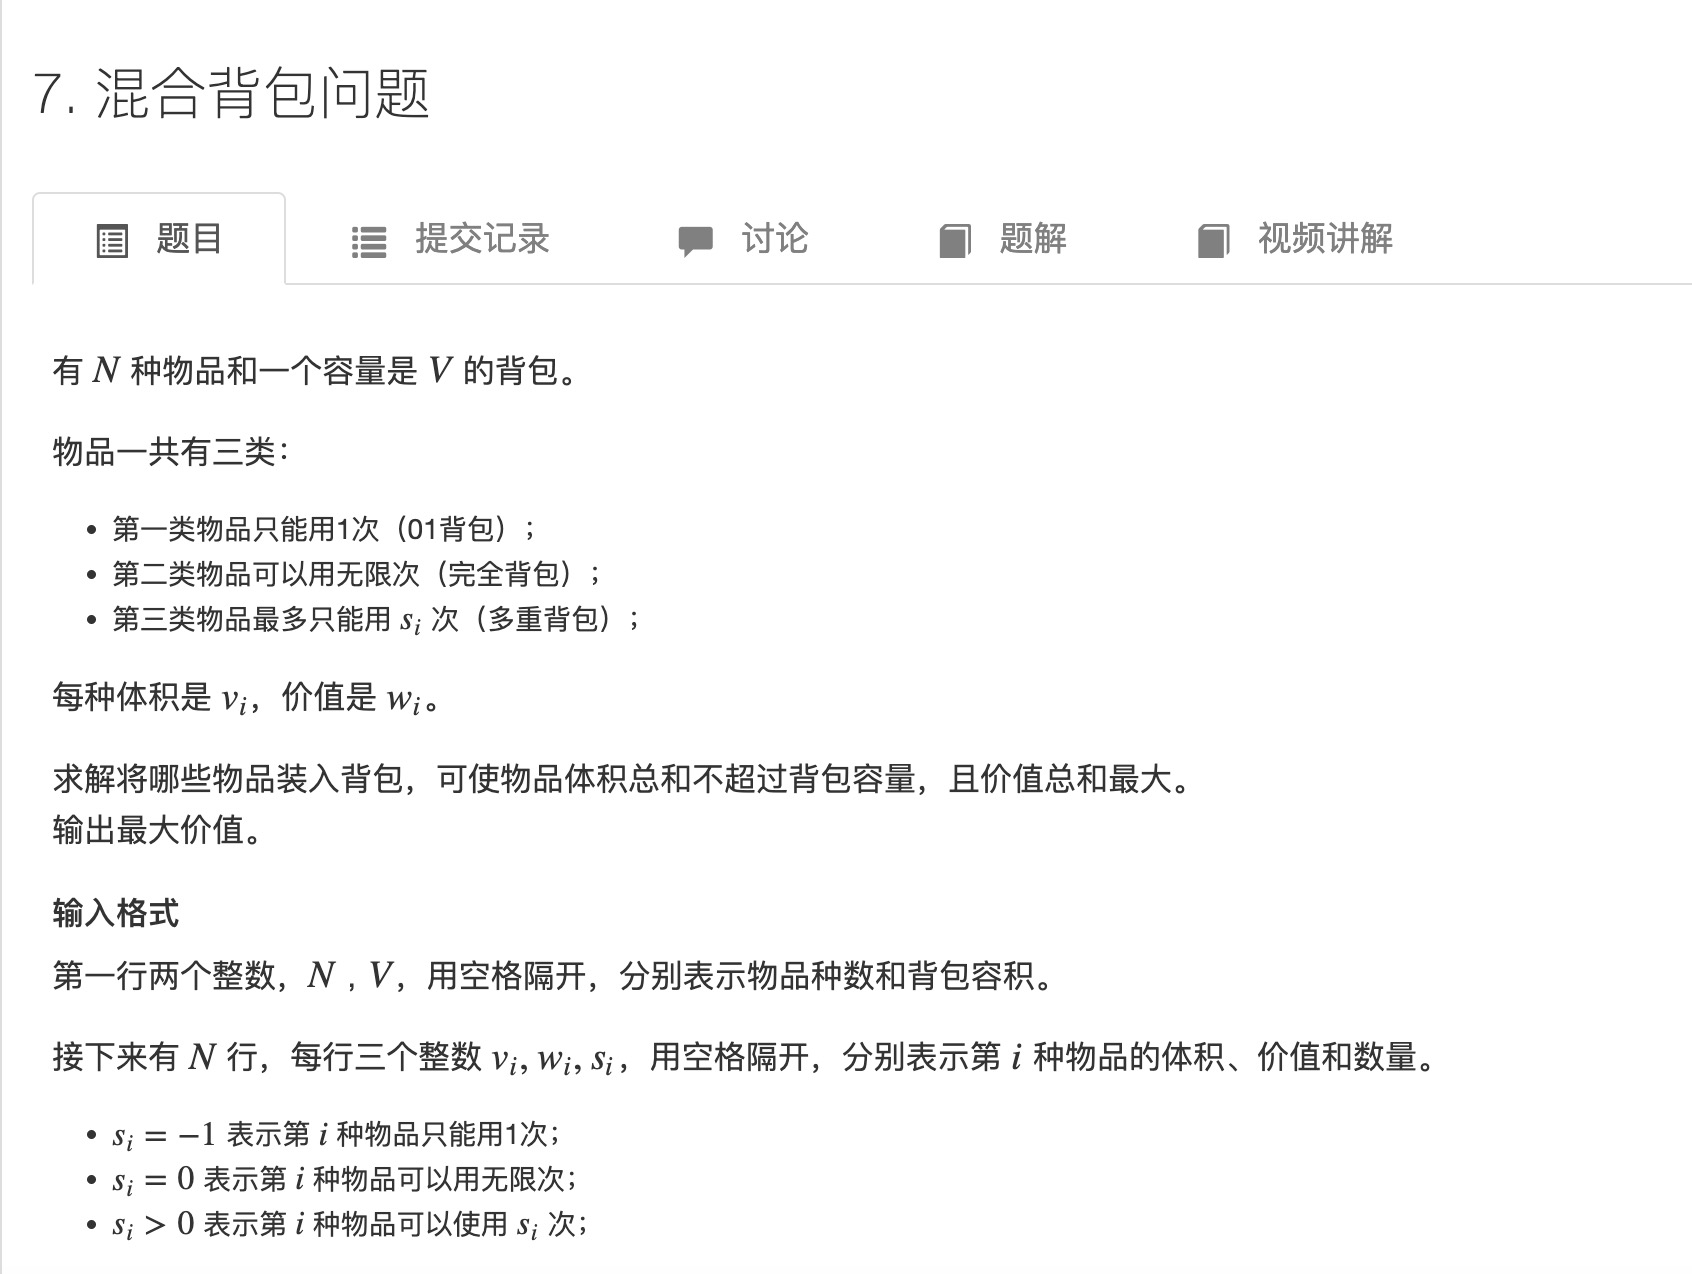 7. 混合背包问题
题目 提交记录 讨论 题解 视频讲解
有 N 种物品和一个容量是 V 的背包。
物品一共有三类：
• 第一类物品只能用1次（01背包）；
• 第二类物品可以用无限次（完全背包）；
• 第三类物品最多只能用 sᵢ 次（多重背包）；
每种体积是 vᵢ，价值是 wᵢ。
求解将哪些物品装入背包，可使物品体积总和不超过背包容量，且价值总和最大。
输出最大价值。
输入格式
第一行两个整数，N , V，用空格隔开，分别表示物品种数和背包容积。
接下来有 N 行，每行三个整数 vᵢ, wᵢ, sᵢ，用空格隔开，分别表示第 i 种物品的体积、价值和数量。
• sᵢ = −1 表示第 i 种物品只能用1次；
• sᵢ = 0 表示第 i 种物品可以用无限次；
• sᵢ > 0 表示第 i 种物品可以使用 sᵢ 次；